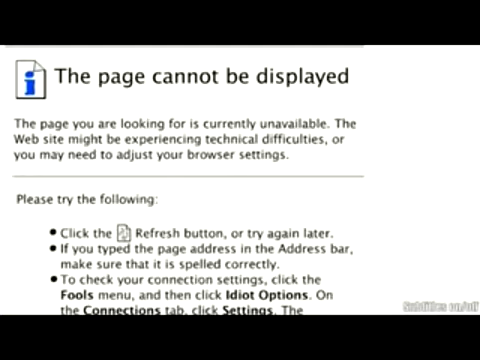 The page cannot be displayed
The page you are looking for is currently unavailable. The
Web site might be experiencing technical difficulties, or
you may need to adjust your browser settings.
Please try the following:
● Click the Refresh button, or try again later.
● If you typed the page address in the Address bar,
make sure that it is spelled correctly.
● To check your connection settings, click the
Fools menu, and then click Idiot Options. On
the Connections tab, click Settings. The
Subtitles on/off